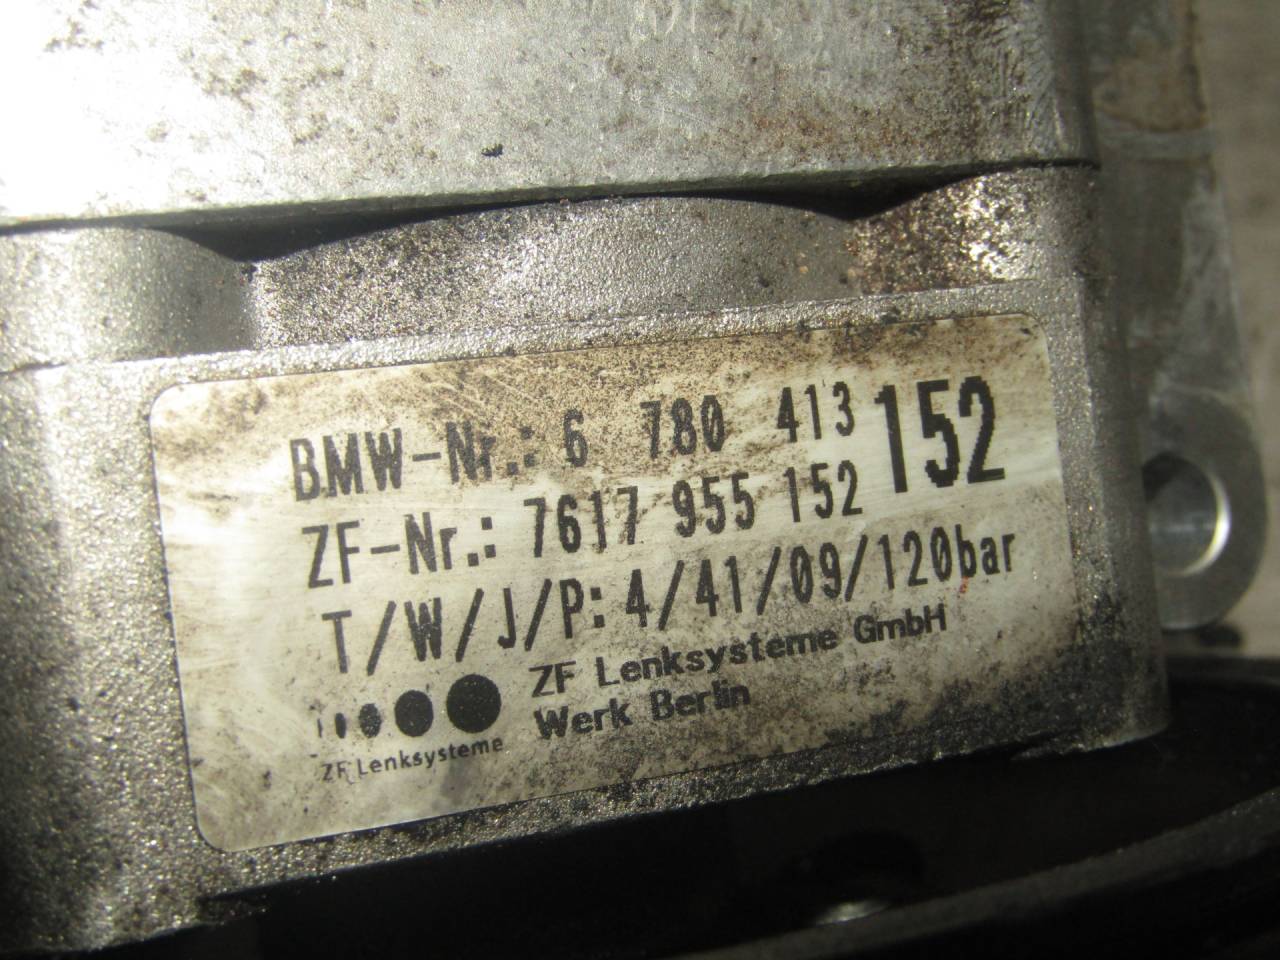 BMW-Nr.: 6 780 413 152
ZF-Nr.: 7617 955 152
T/W/J/P: 4/41/09/120bar
ZF Lenksysteme GmbH
Werk Berlin
ZF Lenksysteme